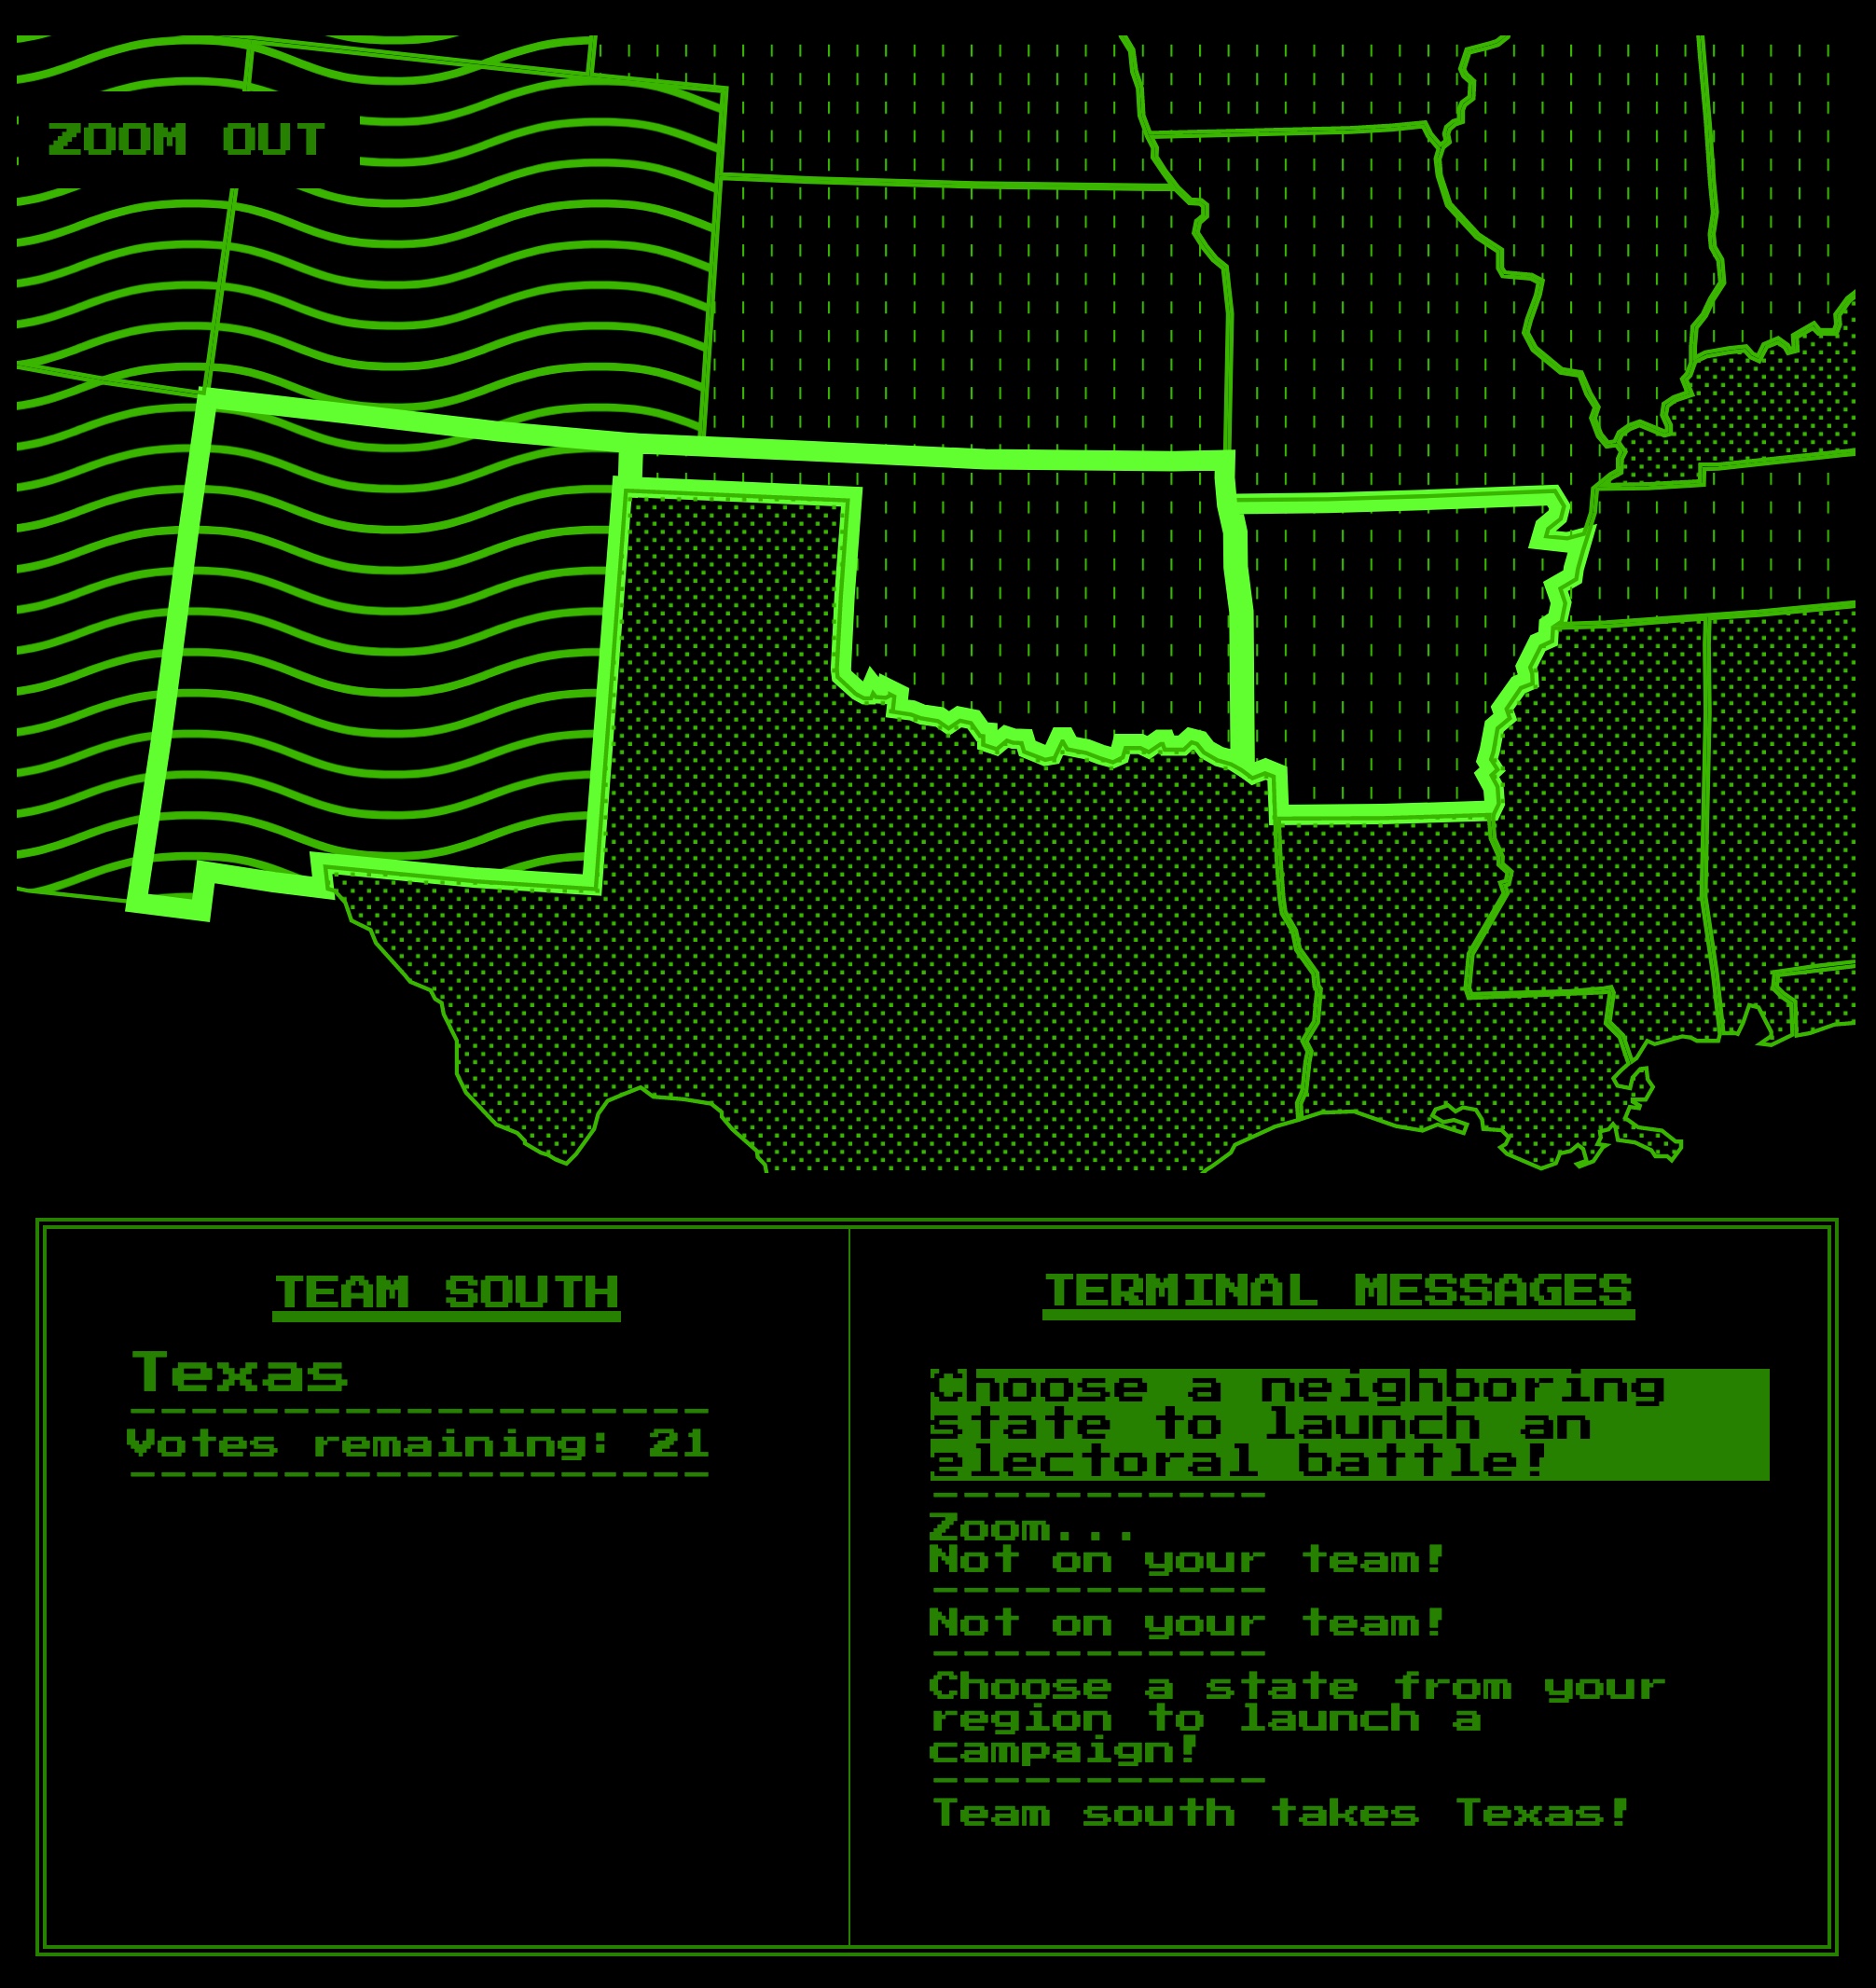 ZOOM OUT
TEAM SOUTH
Texas
Votes remaining: 21
TERMINAL MESSAGES
Choose a neighboring
state to launch an
electoral battle!
Zoom...
Not on your team!
Not on your team!
Choose a state from your
region to launch a
campaign!
Team south takes Texas!